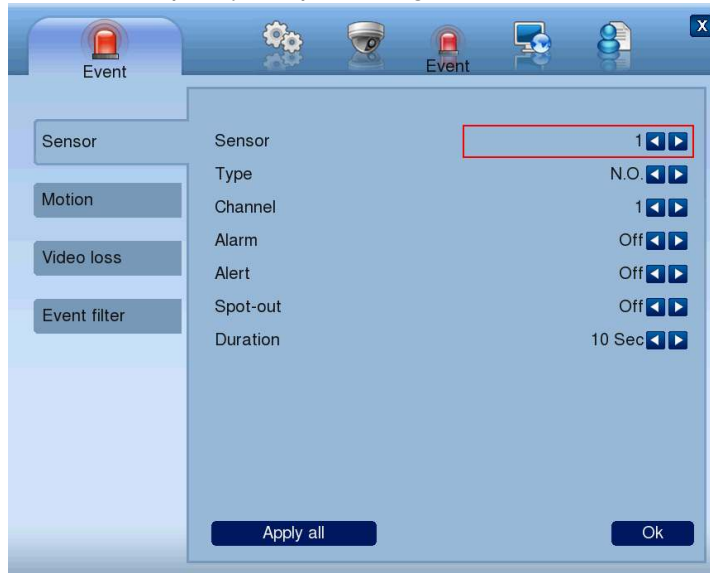 Event
Event
X
Sensor
Motion
Video loss
Event filter
Sensor 1
Type N.O.
Channel 1
Alarm Off
Alert Off
Spot-out Off
Duration 10 Sec
Apply all
Ok